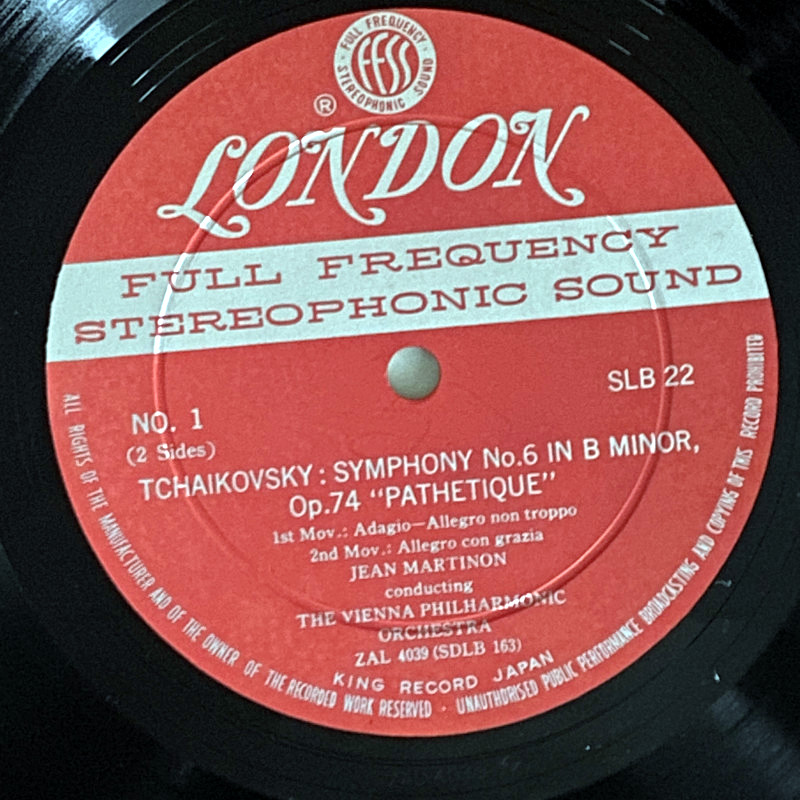 FULL FREQUENCY
ffss
STEREOPHONIC SOUND
®
LONDON
FULL FREQUENCY
STEREOPHONIC SOUND
SLB 22
NO. 1
(2 Sides)
TCHAIKOVSKY : SYMPHONY No.6 IN B MINOR,
Op.74 “PATHETIQUE”
1st Mov.: Adagio—Allegro non troppo
2nd Mov.: Allegro con grazia
JEAN MARTINON
conducting
THE VIENNA PHILHARMONIC
ORCHESTRA
ZAL 4039 (SDLB 163)
KING RECORD JAPAN
ALL RIGHTS OF THE MANUFACTURER AND OF THE OWNER OF THE RECORDED WORK RESERVED · UNAUTHORISED PUBLIC PERFORMANCE BROADCASTING AND COPYING OF THIS RECORD PROHIBITED